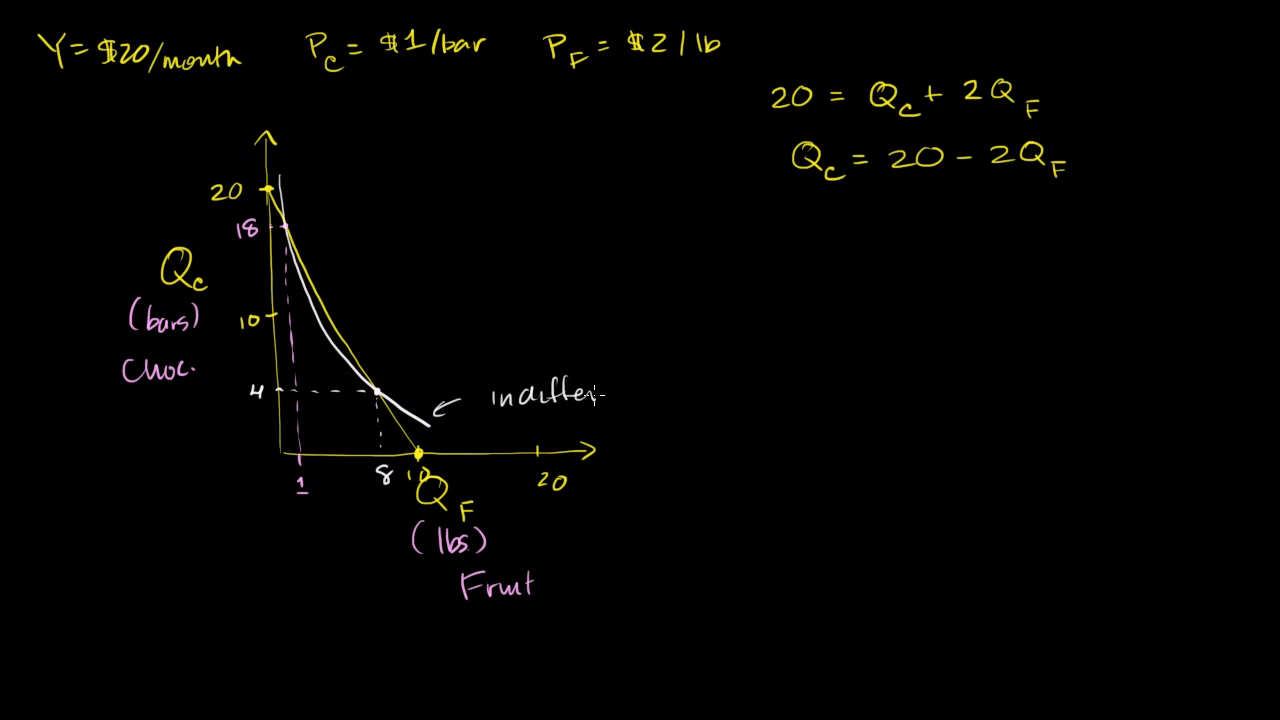 Y = $20/month P_C = $1/bar P_F = $2/lb
20 = Q_C + 2Q_F
Q_C = 20 - 2Q_F
20
18
Q_C
(bars)
10
Choc.
4
indiffe
1 8 10 20
Q_F
(lbs)
Fruit